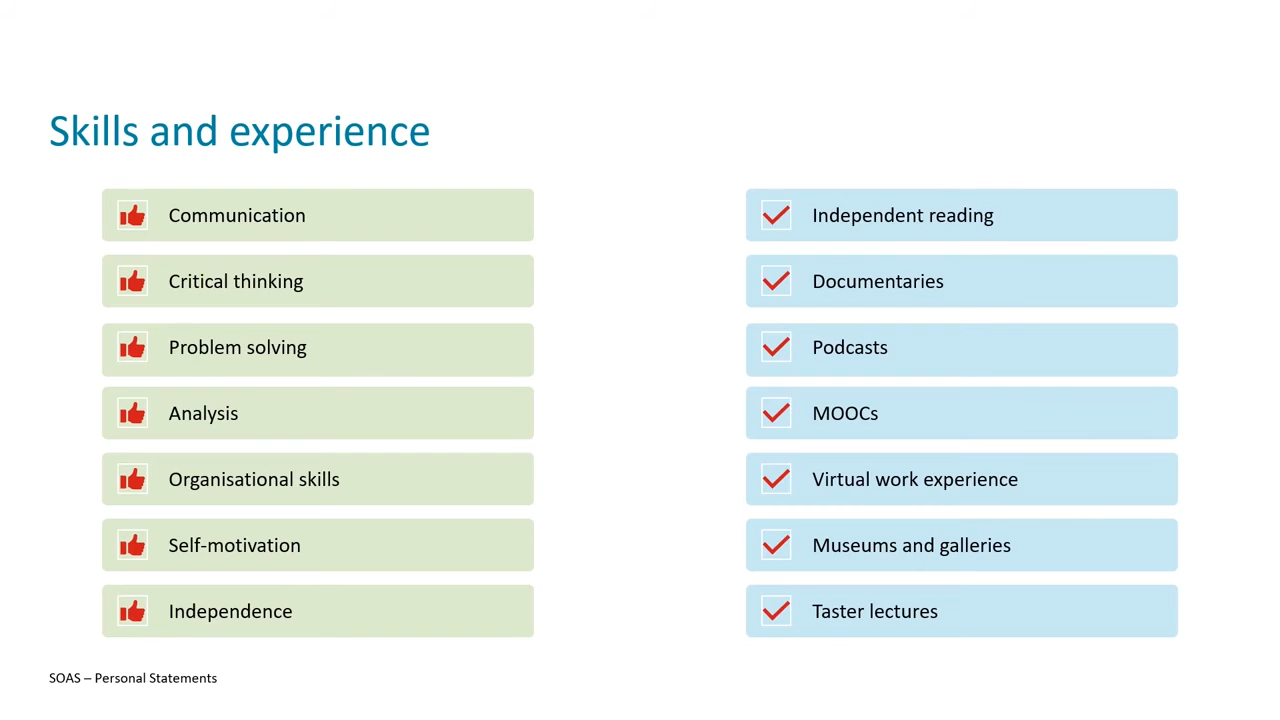 Skills and experience
Communication
Critical thinking
Problem solving
Analysis
Organisational skills
Self-motivation
Independence
Independent reading
Documentaries
Podcasts
MOOCs
Virtual work experience
Museums and galleries
Taster lectures
SOAS – Personal Statements